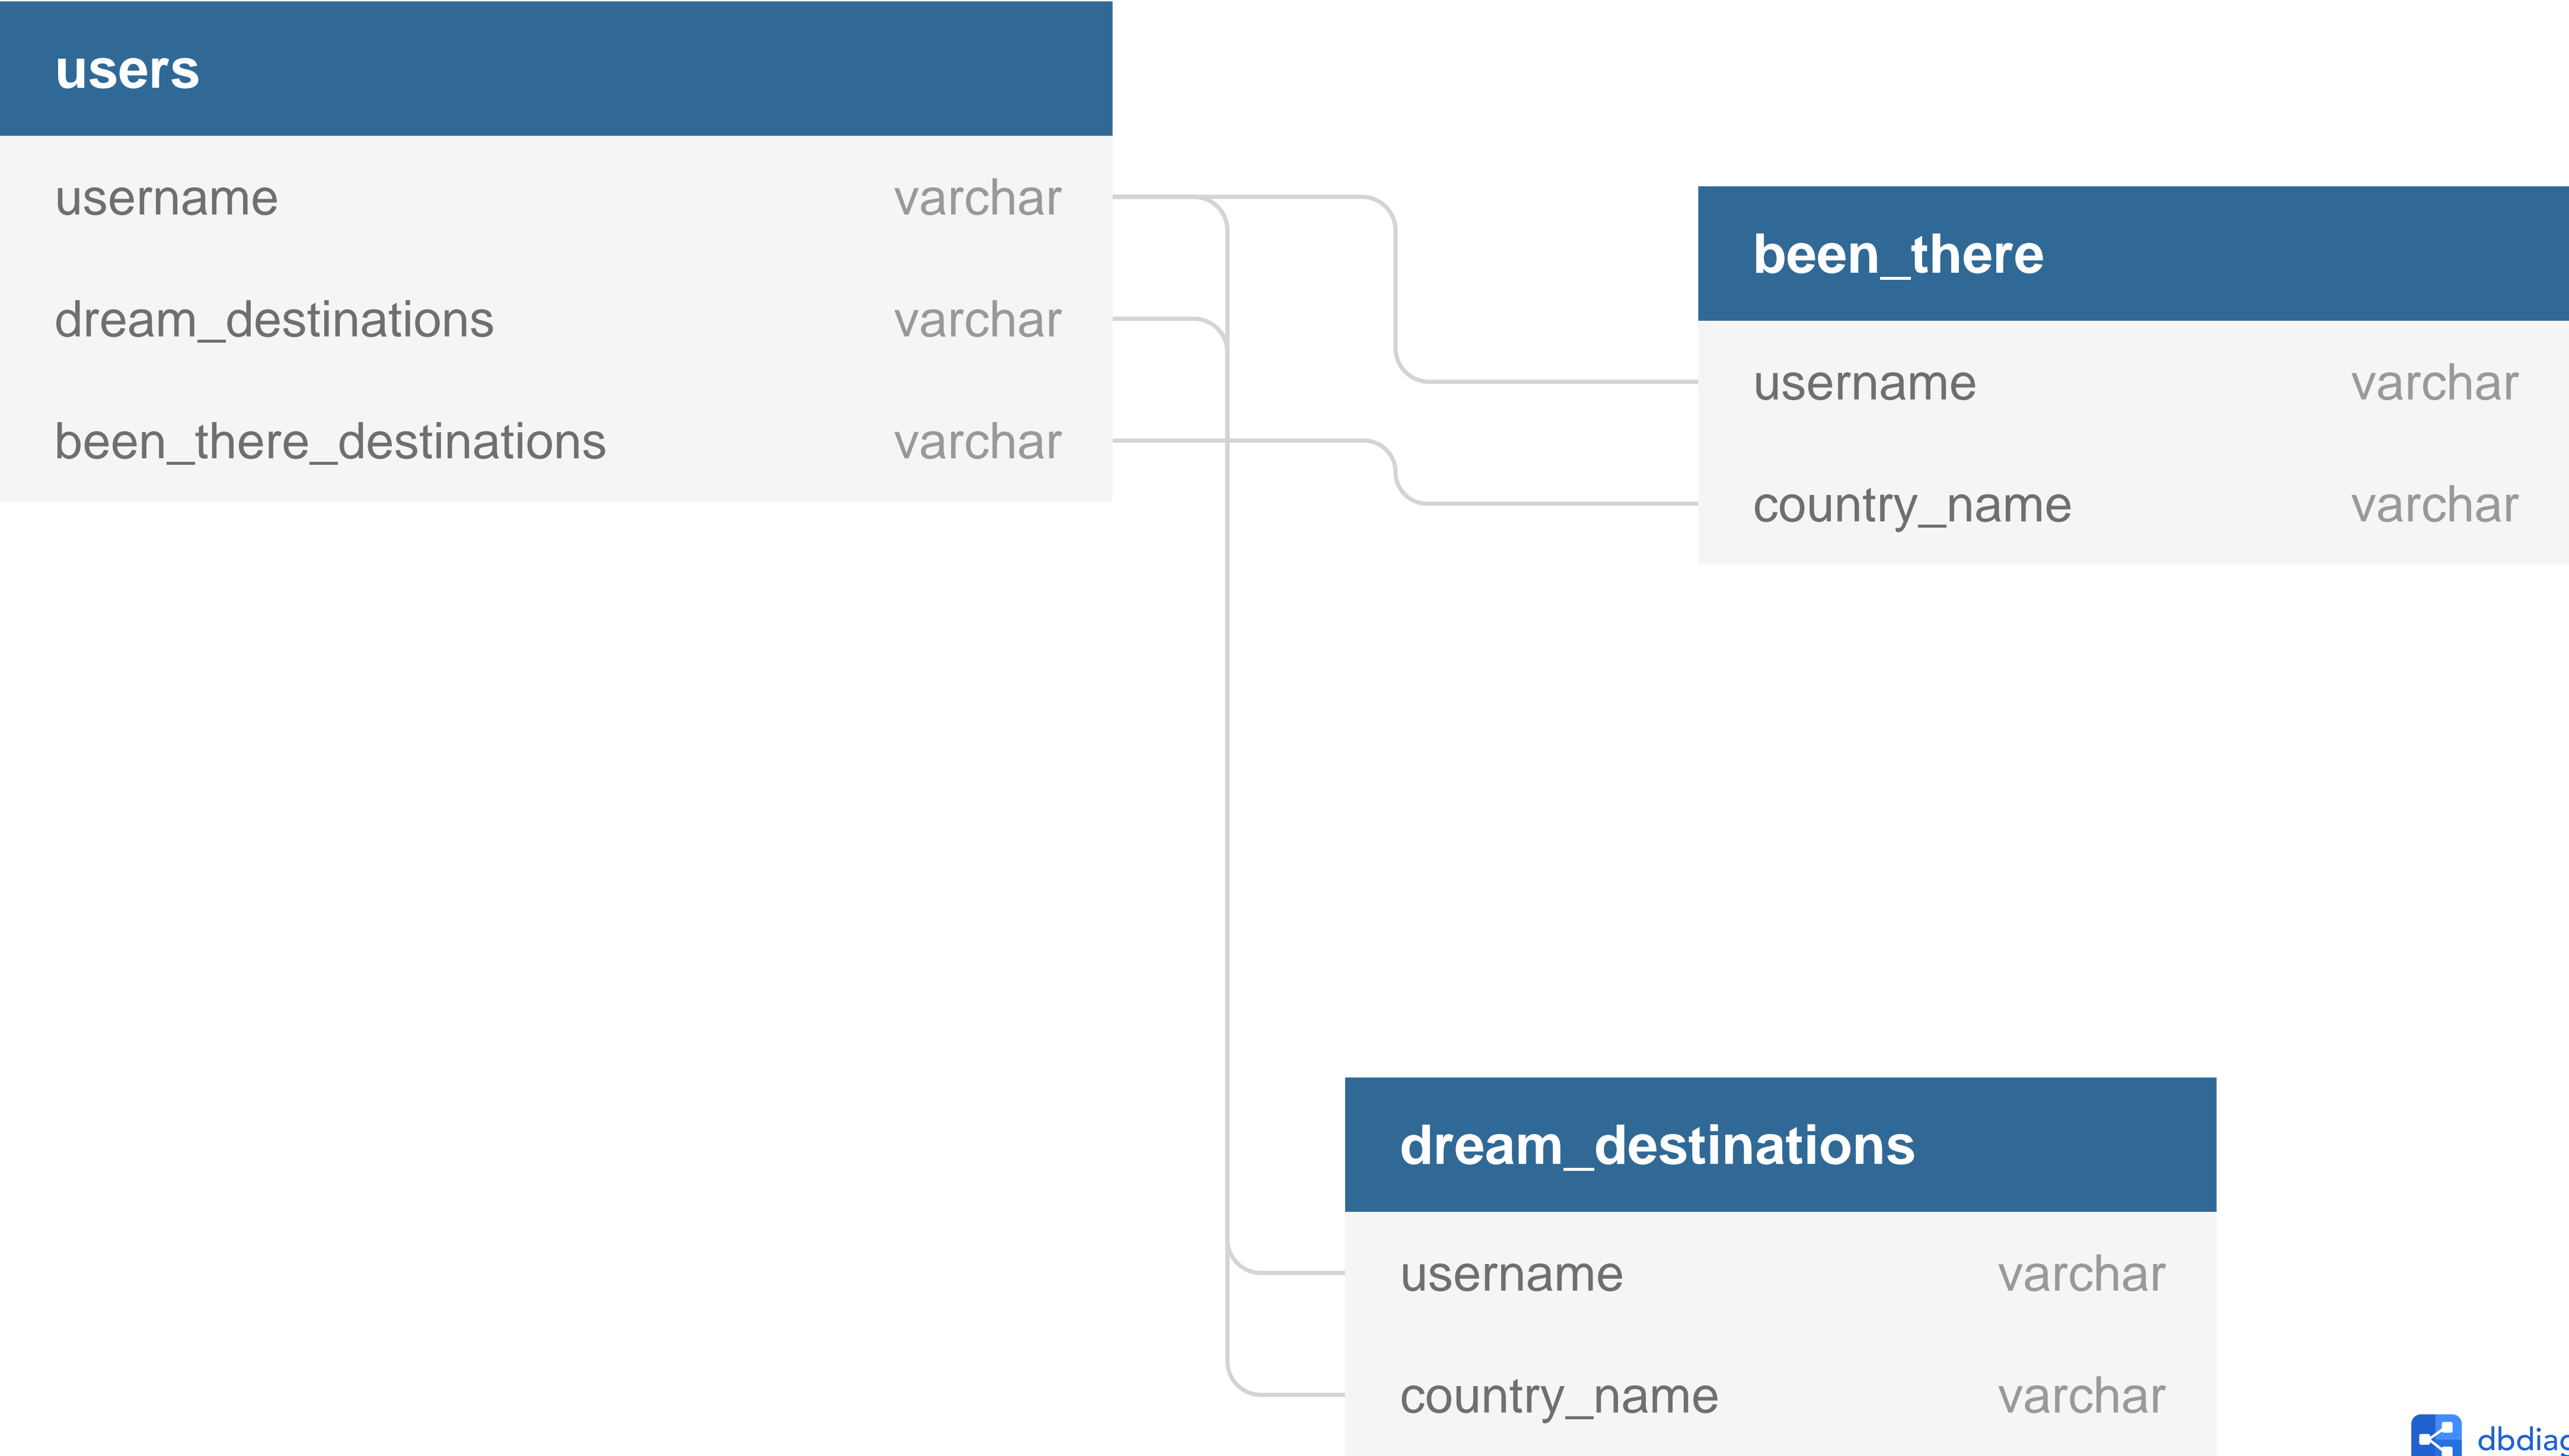 users
username varchar
dream_destinations varchar
been_there_destinations varchar
been_there
username varchar
country_name varchar
dream_destinations
username varchar
country_name varchar